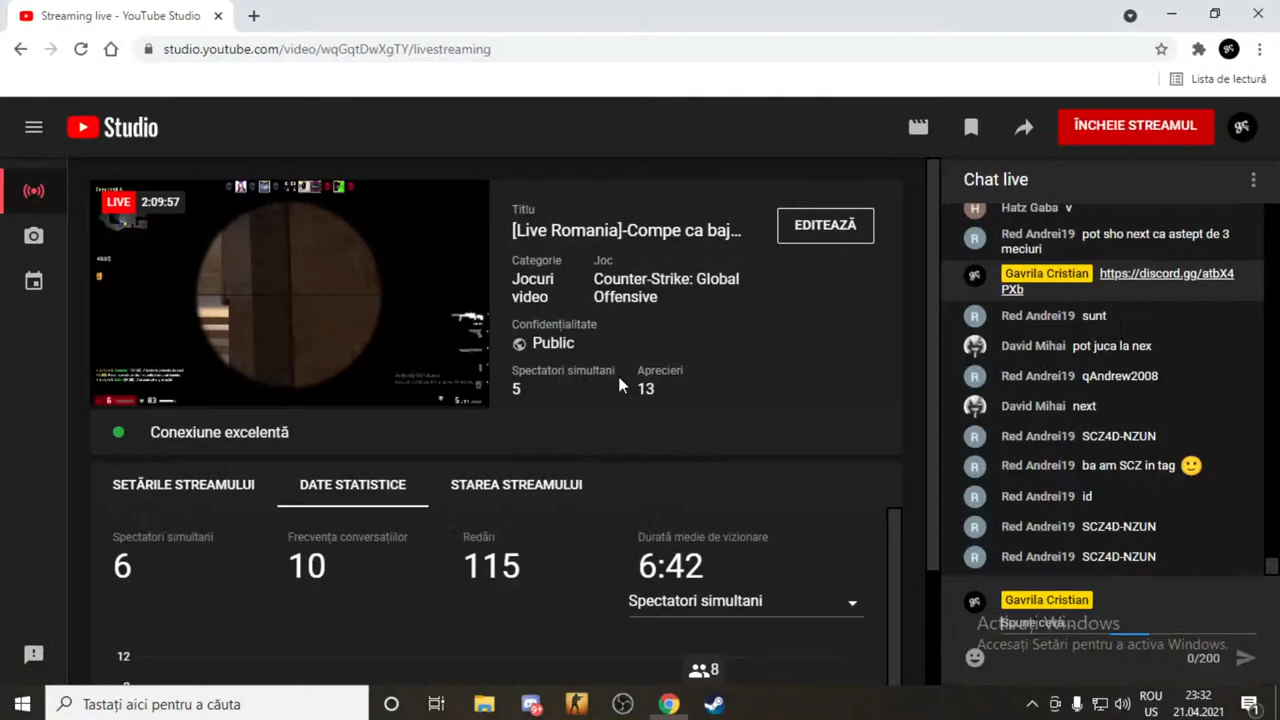 Streaming live - YouTube Studio
studio.youtube.com/video/wqGqtDwXgTY/livestreaming
Lista de lectură
Studio
ÎNCHEIE STREAMUL
LIVE 2:09:57
Titlu
[Live Romania]-Compe ca baj...
EDITEAZĂ
Categorie Joc
Jocuri video
Counter-Strike: Global Offensive
Confidențialitate
Public
Spectatori simultani Aprecieri
5 13
Conexiune excelentă
SETĂRILE STREAMULUI DATE STATISTICE STAREA STREAMULUI
Spectatori simultani Frecvența conversațiilor Redări Durată medie de vizionare
6 10 115 6:42
Spectatori simultani
12
8
Chat live
Hatz Gaba v
Red Andrei19 pot sho next ca astept de 3
meciuri
Gavrila Cristian https://discord.gg/atbX4
PXb
Red Andrei19 sunt
David Mihai pot juca la nex
Red Andrei19 qAndrew2008
David Mihai next
Red Andrei19 SCZ4D-NZUN
Red Andrei19 ba am SCZ in tag
Red Andrei19 id
Red Andrei19 SCZ4D-NZUN
Red Andrei19 SCZ4D-NZUN
Gavrila Cristian
Spune ceva...
Activați Windows
Accesați Setări pentru a activa Windows.
0/200
Tastați aici pentru a căuta
ROU
US
23:32
21.04.2021